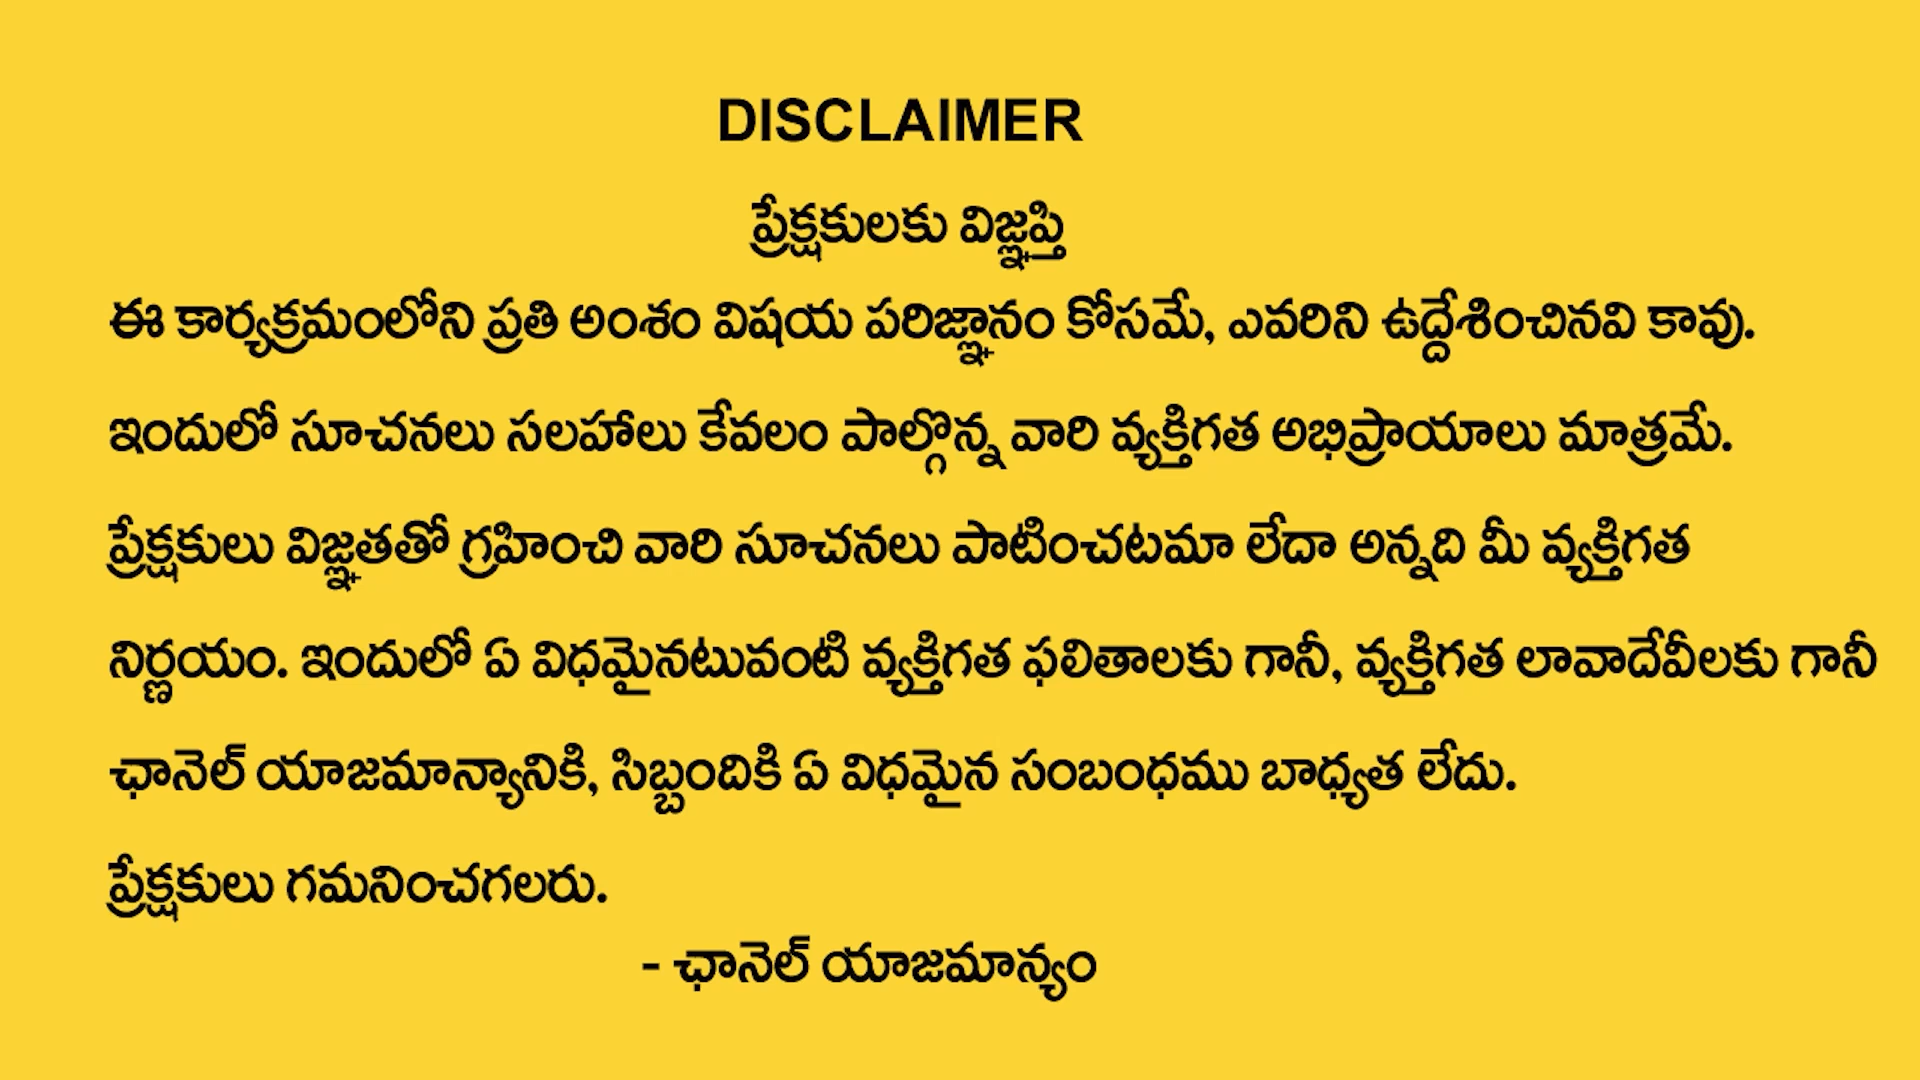 DISCLAIMER
ప్రేక్షకులకు విజ్ఞప్తి
ఈ కార్యక్రమంలోని ప్రతి అంశం విషయ పరిజ్ఞానం కోసమే, ఎవరిని ఉద్దేశించినవి కావు.
ఇందులో సూచనలు సలహాలు కేవలం పాల్గొన్న వారి వ్యక్తిగత అభిప్రాయాలు మాత్రమే.
ప్రేక్షకులు విజ్ఞతతో గ్రహించి వారి సూచనలు పాటించటమా లేదా అన్నది మీ వ్యక్తిగత
నిర్ణయం. ఇందులో ఏ విధమైనటువంటి వ్యక్తిగత ఫలితాలకు గానీ, వ్యక్తిగత లావాదేవీలకు గానీ
ఛానెల్ యాజమాన్యానికి, సిబ్బందికి ఏ విధమైన సంబంధము బాధ్యత లేదు.
ప్రేక్షకులు గమనించగలరు.
- ఛానెల్ యాజమాన్యం